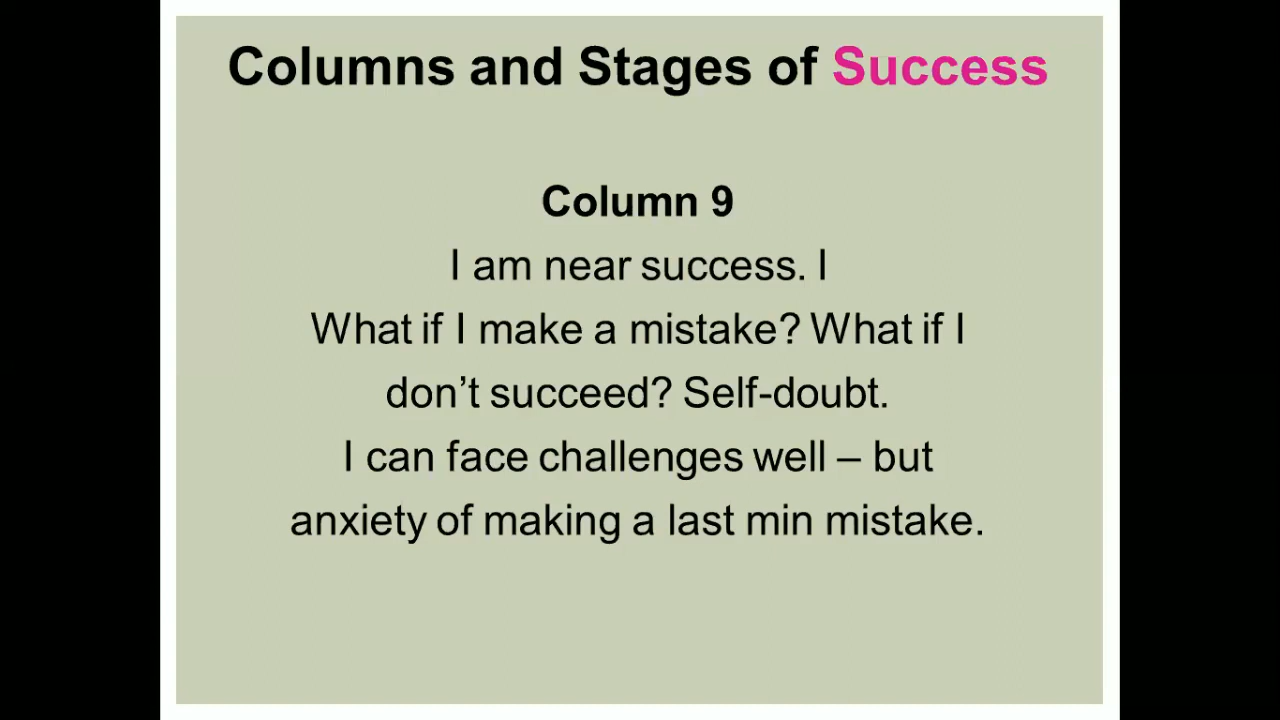 Columns and Stages of Success
Column 9
I am near success. I
What if I make a mistake? What if I
don’t succeed? Self-doubt.
I can face challenges well – but
anxiety of making a last min mistake.